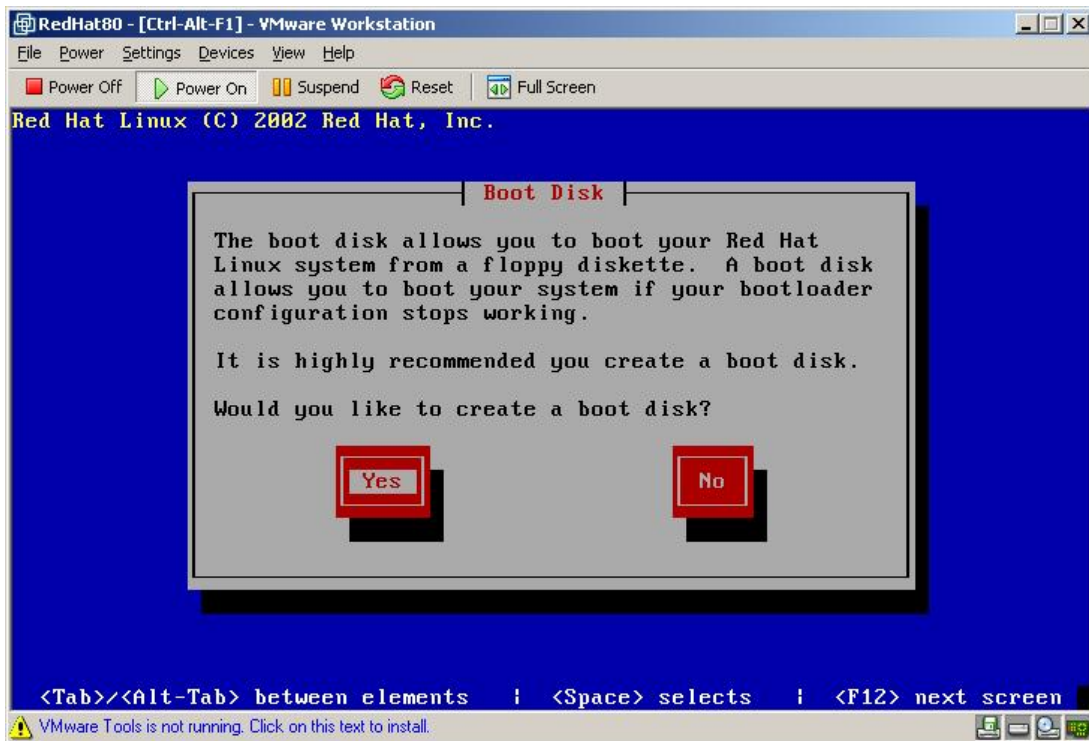 RedHat80 - [Ctrl-Alt-F1] - VMware Workstation
File Power Settings Devices View Help
Power Off Power On Suspend Reset Full Screen
Red Hat Linux (C) 2002 Red Hat, Inc.
Boot Disk
The boot disk allows you to boot your Red Hat
Linux system from a floppy diskette. A boot disk
allows you to boot your system if your bootloader
configuration stops working.
It is highly recommended you create a boot disk.
Would you like to create a boot disk?
Yes No
<Tab>/<Alt-Tab> between elements | <Space> selects | <F12> next screen
VMware Tools is not running. Click on this text to install.